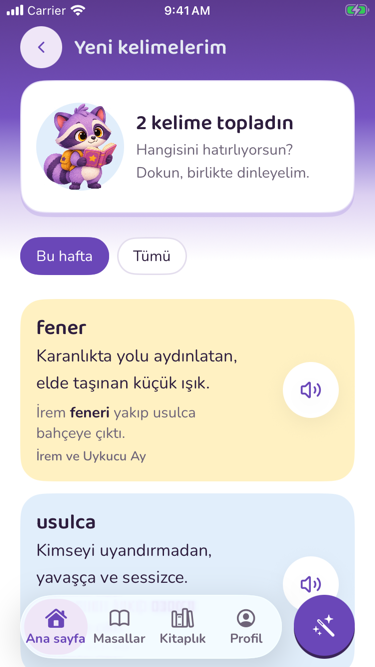 Carrier 9:41 AM
Yeni kelimelerim
2 kelime topladın
Hangisini hatırlıyorsun?
Dokun, birlikte dinleyelim.
Bu hafta Tümü
fener
Karanlıkta yolu aydınlatan,
elde taşınan küçük ışık.
İrem feneri yakıp usulca
bahçeye çıktı.
İrem ve Uykucu Ay
usulca
Kimseyi uyandırmadan,
yavaşça ve sessizce.
Ana sayfa Masallar Kitaplık Profil